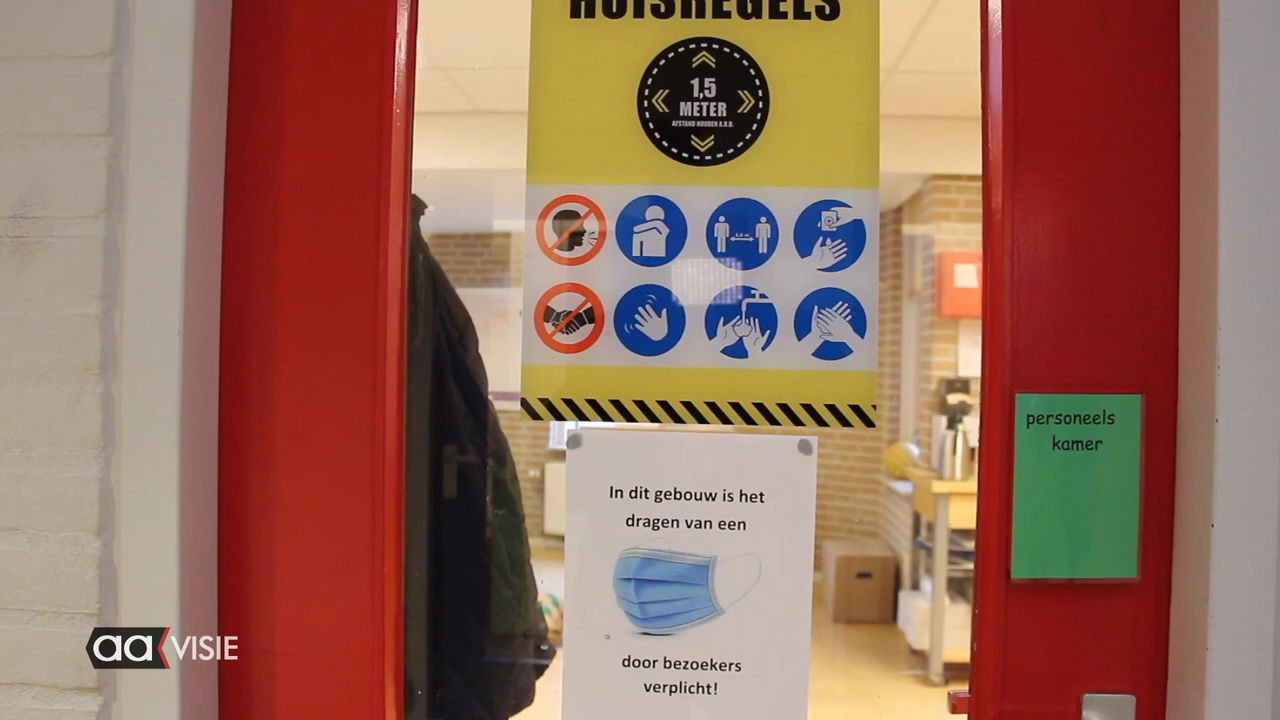 HUISREGELS
1,5
METER
AFSTAND HOUDEN A.U.B.
personeels
kamer
In dit gebouw is het
dragen van een
door bezoekers
verplicht!
aa VISIE